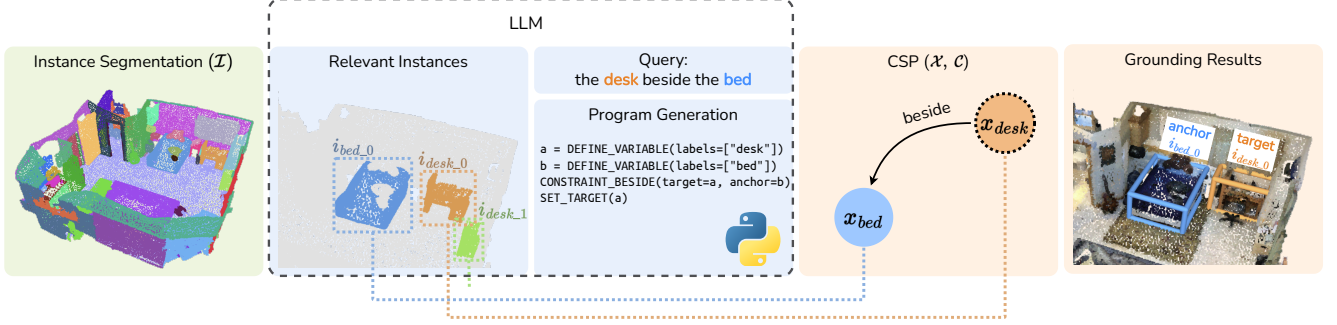 LLM
Instance Segmentation (𝓘)
Relevant Instances
i_bed_0
i_desk_0
i_desk_1
Query:
the desk beside the bed
Program Generation
a = DEFINE_VARIABLE(labels=["desk"])
b = DEFINE_VARIABLE(labels=["bed"])
CONSTRAINT_BESIDE(target=a, anchor=b)
SET_TARGET(a)
CSP (𝓧, 𝓒)
beside
x_desk
x_bed
Grounding Results
anchor
i_bed_0
target
i_desk_0